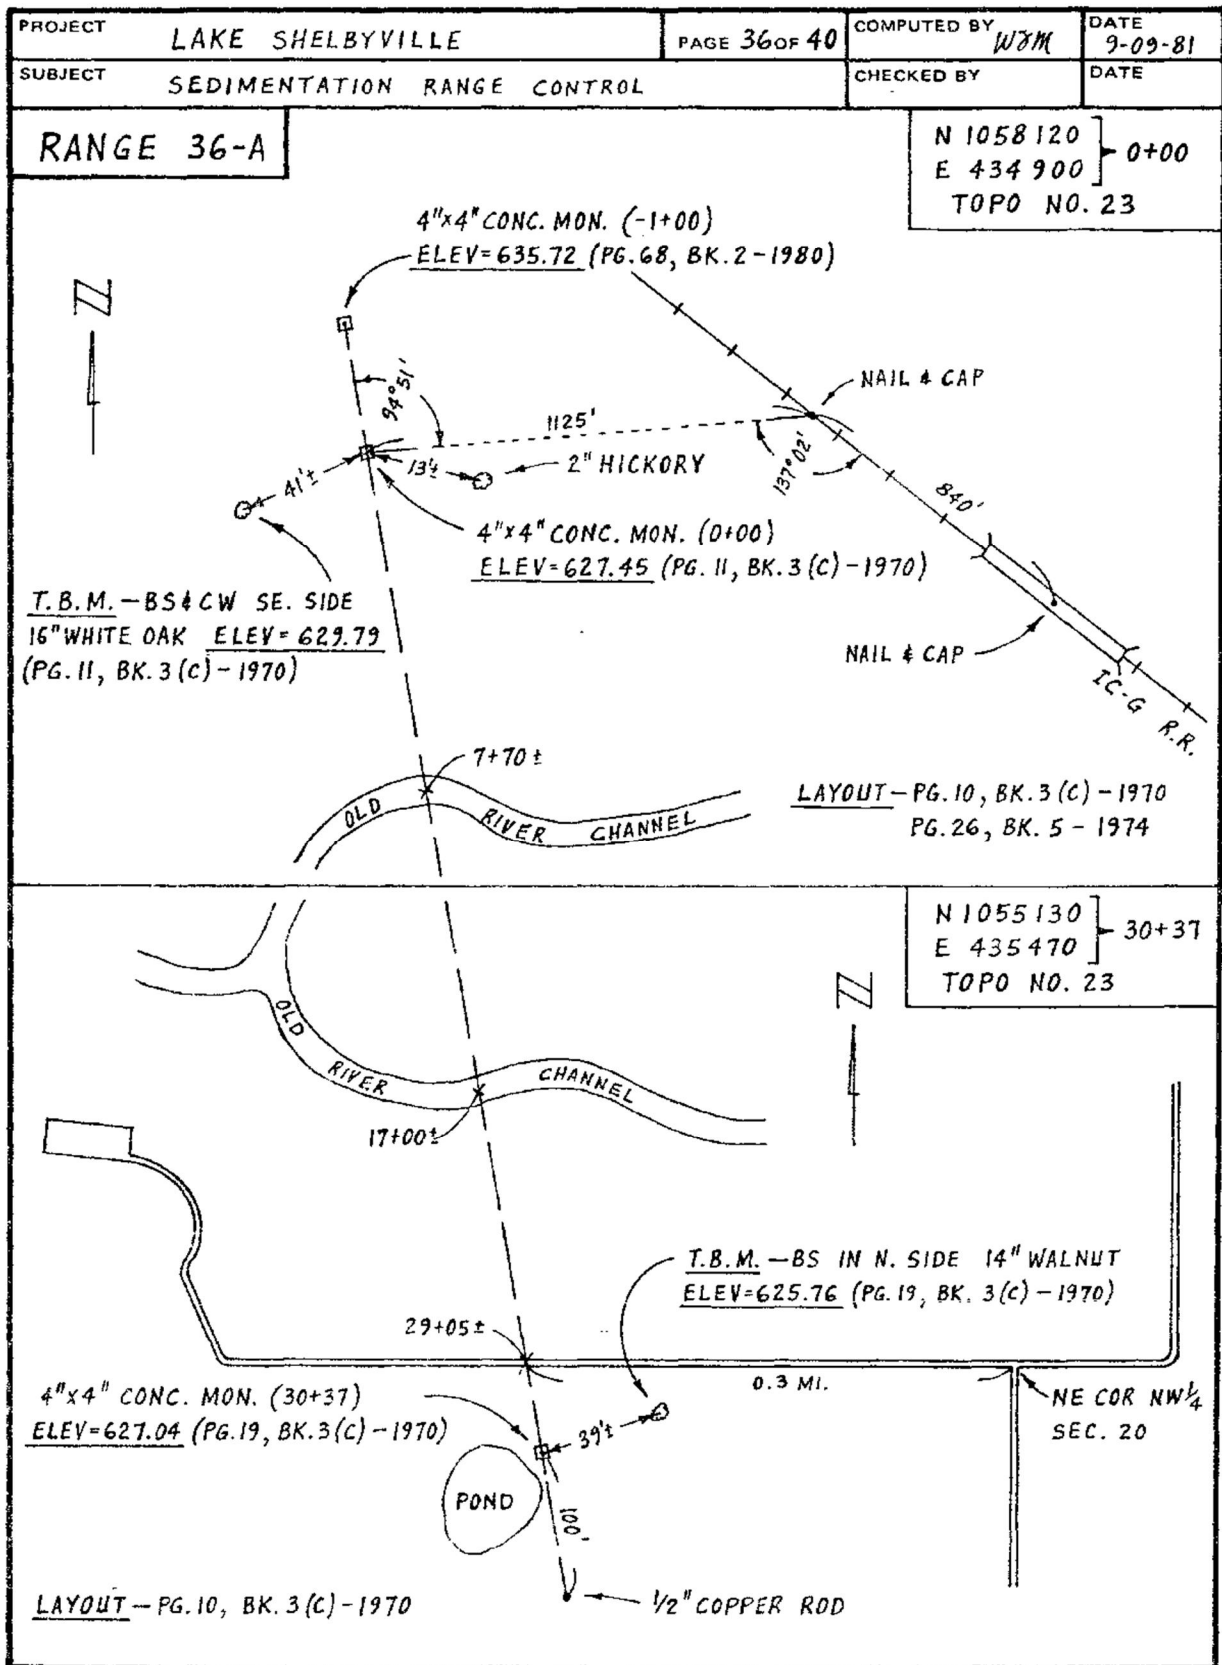 PROJECT LAKE SHELBYVILLE
PAGE 36 OF 40
COMPUTED BY WJM
DATE 9-09-81
SUBJECT SEDIMENTATION RANGE CONTROL
CHECKED BY
DATE
RANGE 36-A
N 1058120
E 434900
0+00
TOPO NO. 23
4"x4" CONC. MON. (-1+00)
ELEV=635.72 (PG.68, BK.2-1980)
N
94°51'
1125'
NAIL & CAP
137°02'
13'±
2" HICKORY
41'±
840'
4"x4" CONC. MON. (0+00)
ELEV=627.45 (PG. 11, BK.3(C)-1970)
T.B.M.-BS&CW SE. SIDE
16" WHITE OAK ELEV=629.79
(PG.11, BK.3(C)-1970)
NAIL & CAP
IC-G R.R.
7+70±
OLD RIVER CHANNEL
LAYOUT-PG.10, BK.3(C)-1970
PG.26, BK.5-1974
N 1055130
E 435470
30+37
TOPO NO. 23
N
OLD RIVER CHANNEL
17+00±
T.B.M.-BS IN N. SIDE 14" WALNUT
ELEV=625.76 (PG.19, BK. 3(C)-1970)
29+05±
0.3 MI.
4"x4" CONC. MON. (30+37)
ELEV=627.04 (PG.19, BK.3(C)-1970)
39'±
NE COR NW¼
SEC. 20
POND
100'
LAYOUT-PG.10, BK.3(C)-1970
1/2" COPPER ROD